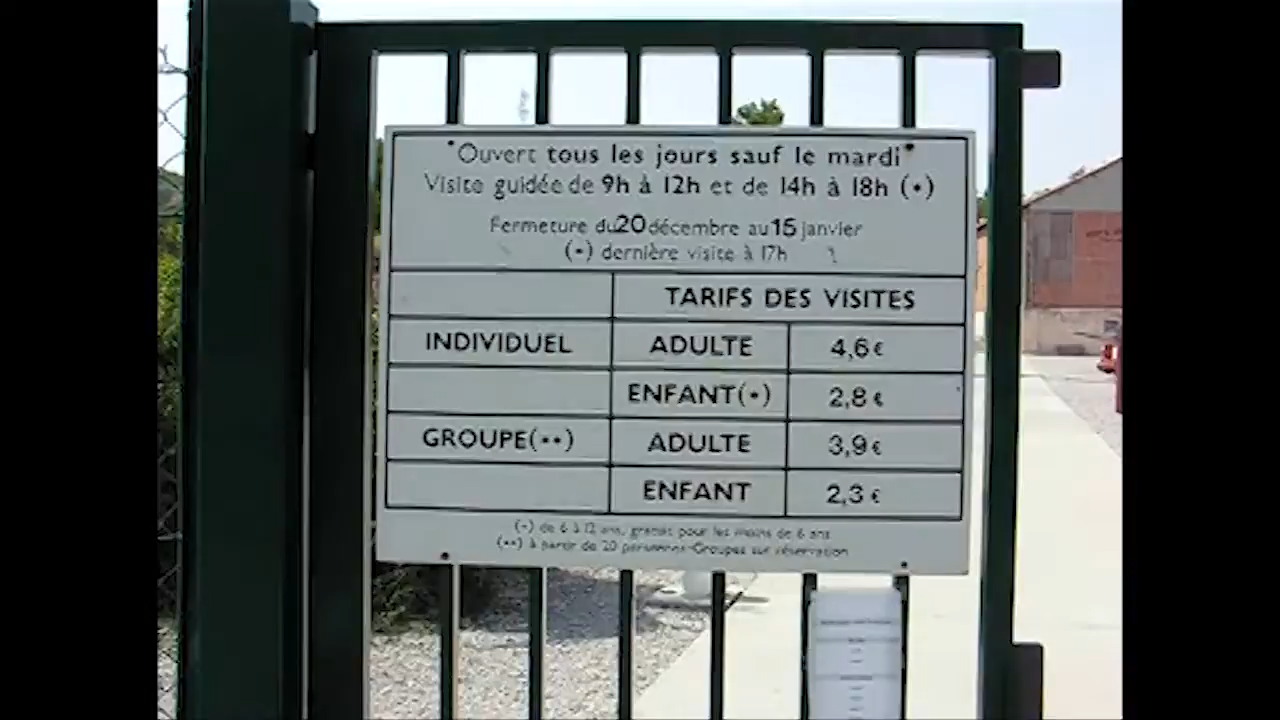 Ouvert tous les jours sauf le mardi
Visite guidée de 9h à 12h et de 14h à 18h (•)
Fermeture du 20 décembre au 15 janvier
(•) dernière visite à 17h
TARIFS DES VISITES
INDIVIDUEL ADULTE 4,6 €
ENFANT(•) 2,8 €
GROUPE(••) ADULTE 3,9 €
ENFANT 2,3 €
(•) de 6 à 12 ans, gratuit pour les moins de 6 ans
(••) à partir de 20 personnes-Groupes sur réservation